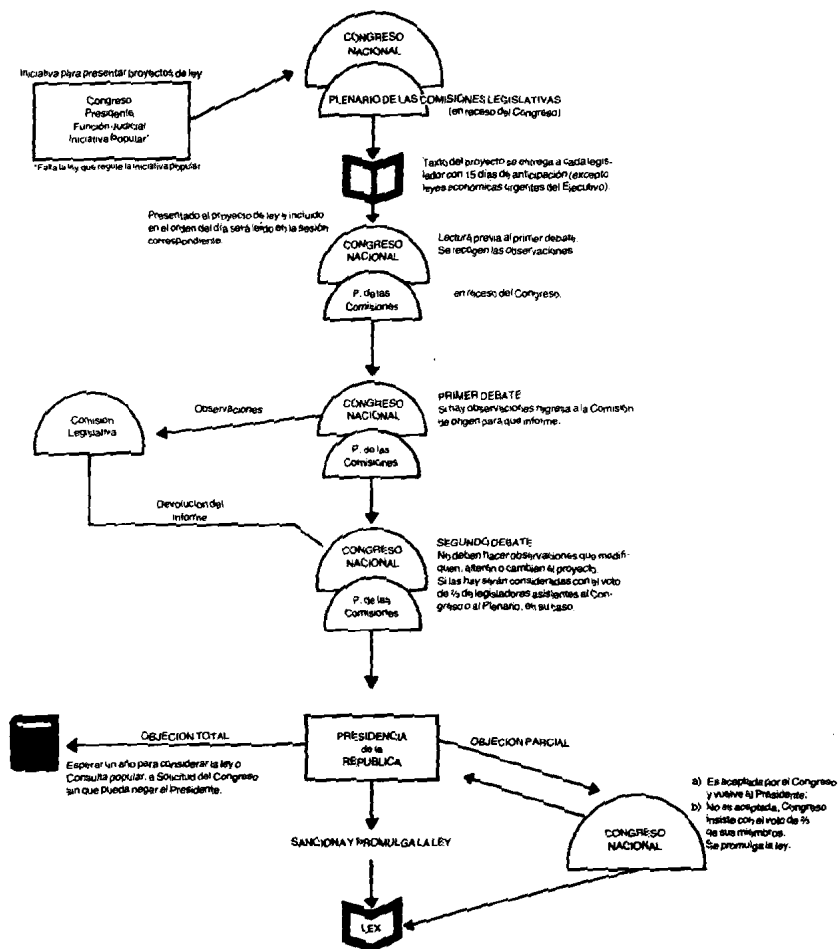 CONGRESO
NACIONAL
Iniciativa para presentar proyectos de ley
Congreso
Presidente
Función Judicial
Iniciativa Popular*
*Falta la ley que regule la iniciativa popular
PLENARIO DE LAS COMISIONES LEGISLATIVAS
(en receso del Congreso)
Texto del proyecto se entrega a cada legis-
lador con 15 días de anticipación (excepto
leyes económicas urgentes del Ejecutivo)
Presentado el proyecto de ley e incluido
en el orden del día será leído en la sesión
correspondiente.
CONGRESO
NACIONAL
Lectura previa al primer debate.
Se recogen las observaciones
P. de las
Comisiones
en receso del Congreso.
Comisión
Legislativa
Observaciones
CONGRESO
NACIONAL
PRIMER DEBATE
Si hay observaciones regresa a la Comisión
de origen para que informe.
P. de las
Comisiones
Devolucion del
informe
CONGRESO
NACIONAL
SEGUNDO DEBATE
No deben hacer observaciones que modifi-
quen, alteren o cambien el proyecto.
Si las hay serán consideradas con el voto
de ⅔ de legisladores asistentes al Con-
greso o al Plenario, en su caso
P. de las
Comisiones
OBJECION TOTAL
Esperar un año para considerar la ley o
Consulta popular, a Solicitud del Congreso
sin que pueda negar el Presidente.
PRESIDENCIA
de la
REPUBLICA
OBJECION PARCIAL
a) Es aceptada por el Congreso
y vuelve al Presidente;
b) No es aceptada, Congreso
insiste con el voto de ⅔
de sus miembros.
Se promulga la ley.
CONGRESO
NACIONAL
SANCIONA Y PROMULGA LA LEY
LEX